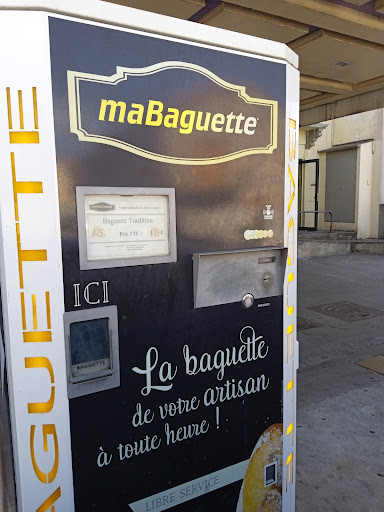 maBaguette
Baguette Tradition
Prix TTC
ICI
La baguette
de votre artisan
à toute heure !
LIBRE SERVICE
BAGUETTE